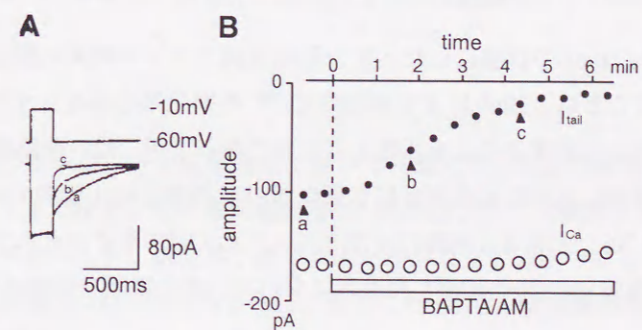 A
B
time
0 1 2 3 4 5 6 min
0
-100
-200
pA
amplitude
-10mV
-60mV
c
b
a
80pA
500ms
a
b
c
Itail
ICa
BAPTA/AM